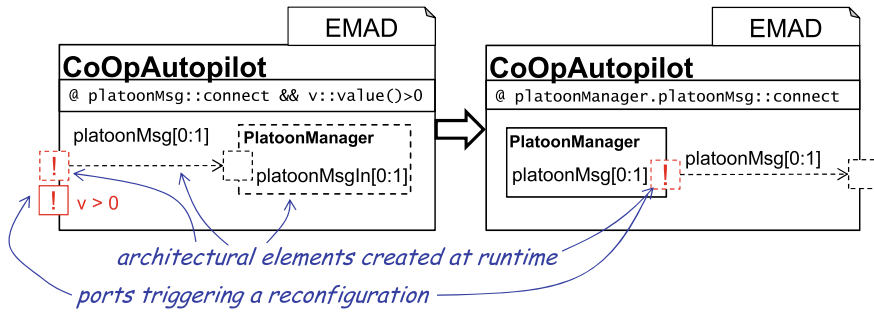 EMAD
CoOpAutopilot
@ platoonMsg::connect && v::value()>0
platoonMsg[0:1]
PlatoonManager
platoonMsgIn[0:1]
!
!
v > 0
EMAD
CoOpAutopilot
@ platoonManager.platoonMsg::connect
PlatoonManager
platoonMsg[0:1]
!
platoonMsg[0:1]
architectural elements created at runtime
ports triggering a reconfiguration